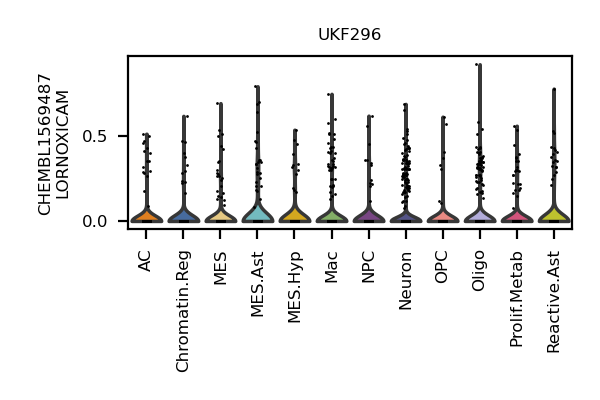 UKF296
CHEMBL1569487
LORNOXICAM
0.5
0.0
AC
Chromatin.Reg
MES
MES.Ast
MES.Hyp
Mac
NPC
Neuron
OPC
Oligo
Prolif.Metab
Reactive.Ast